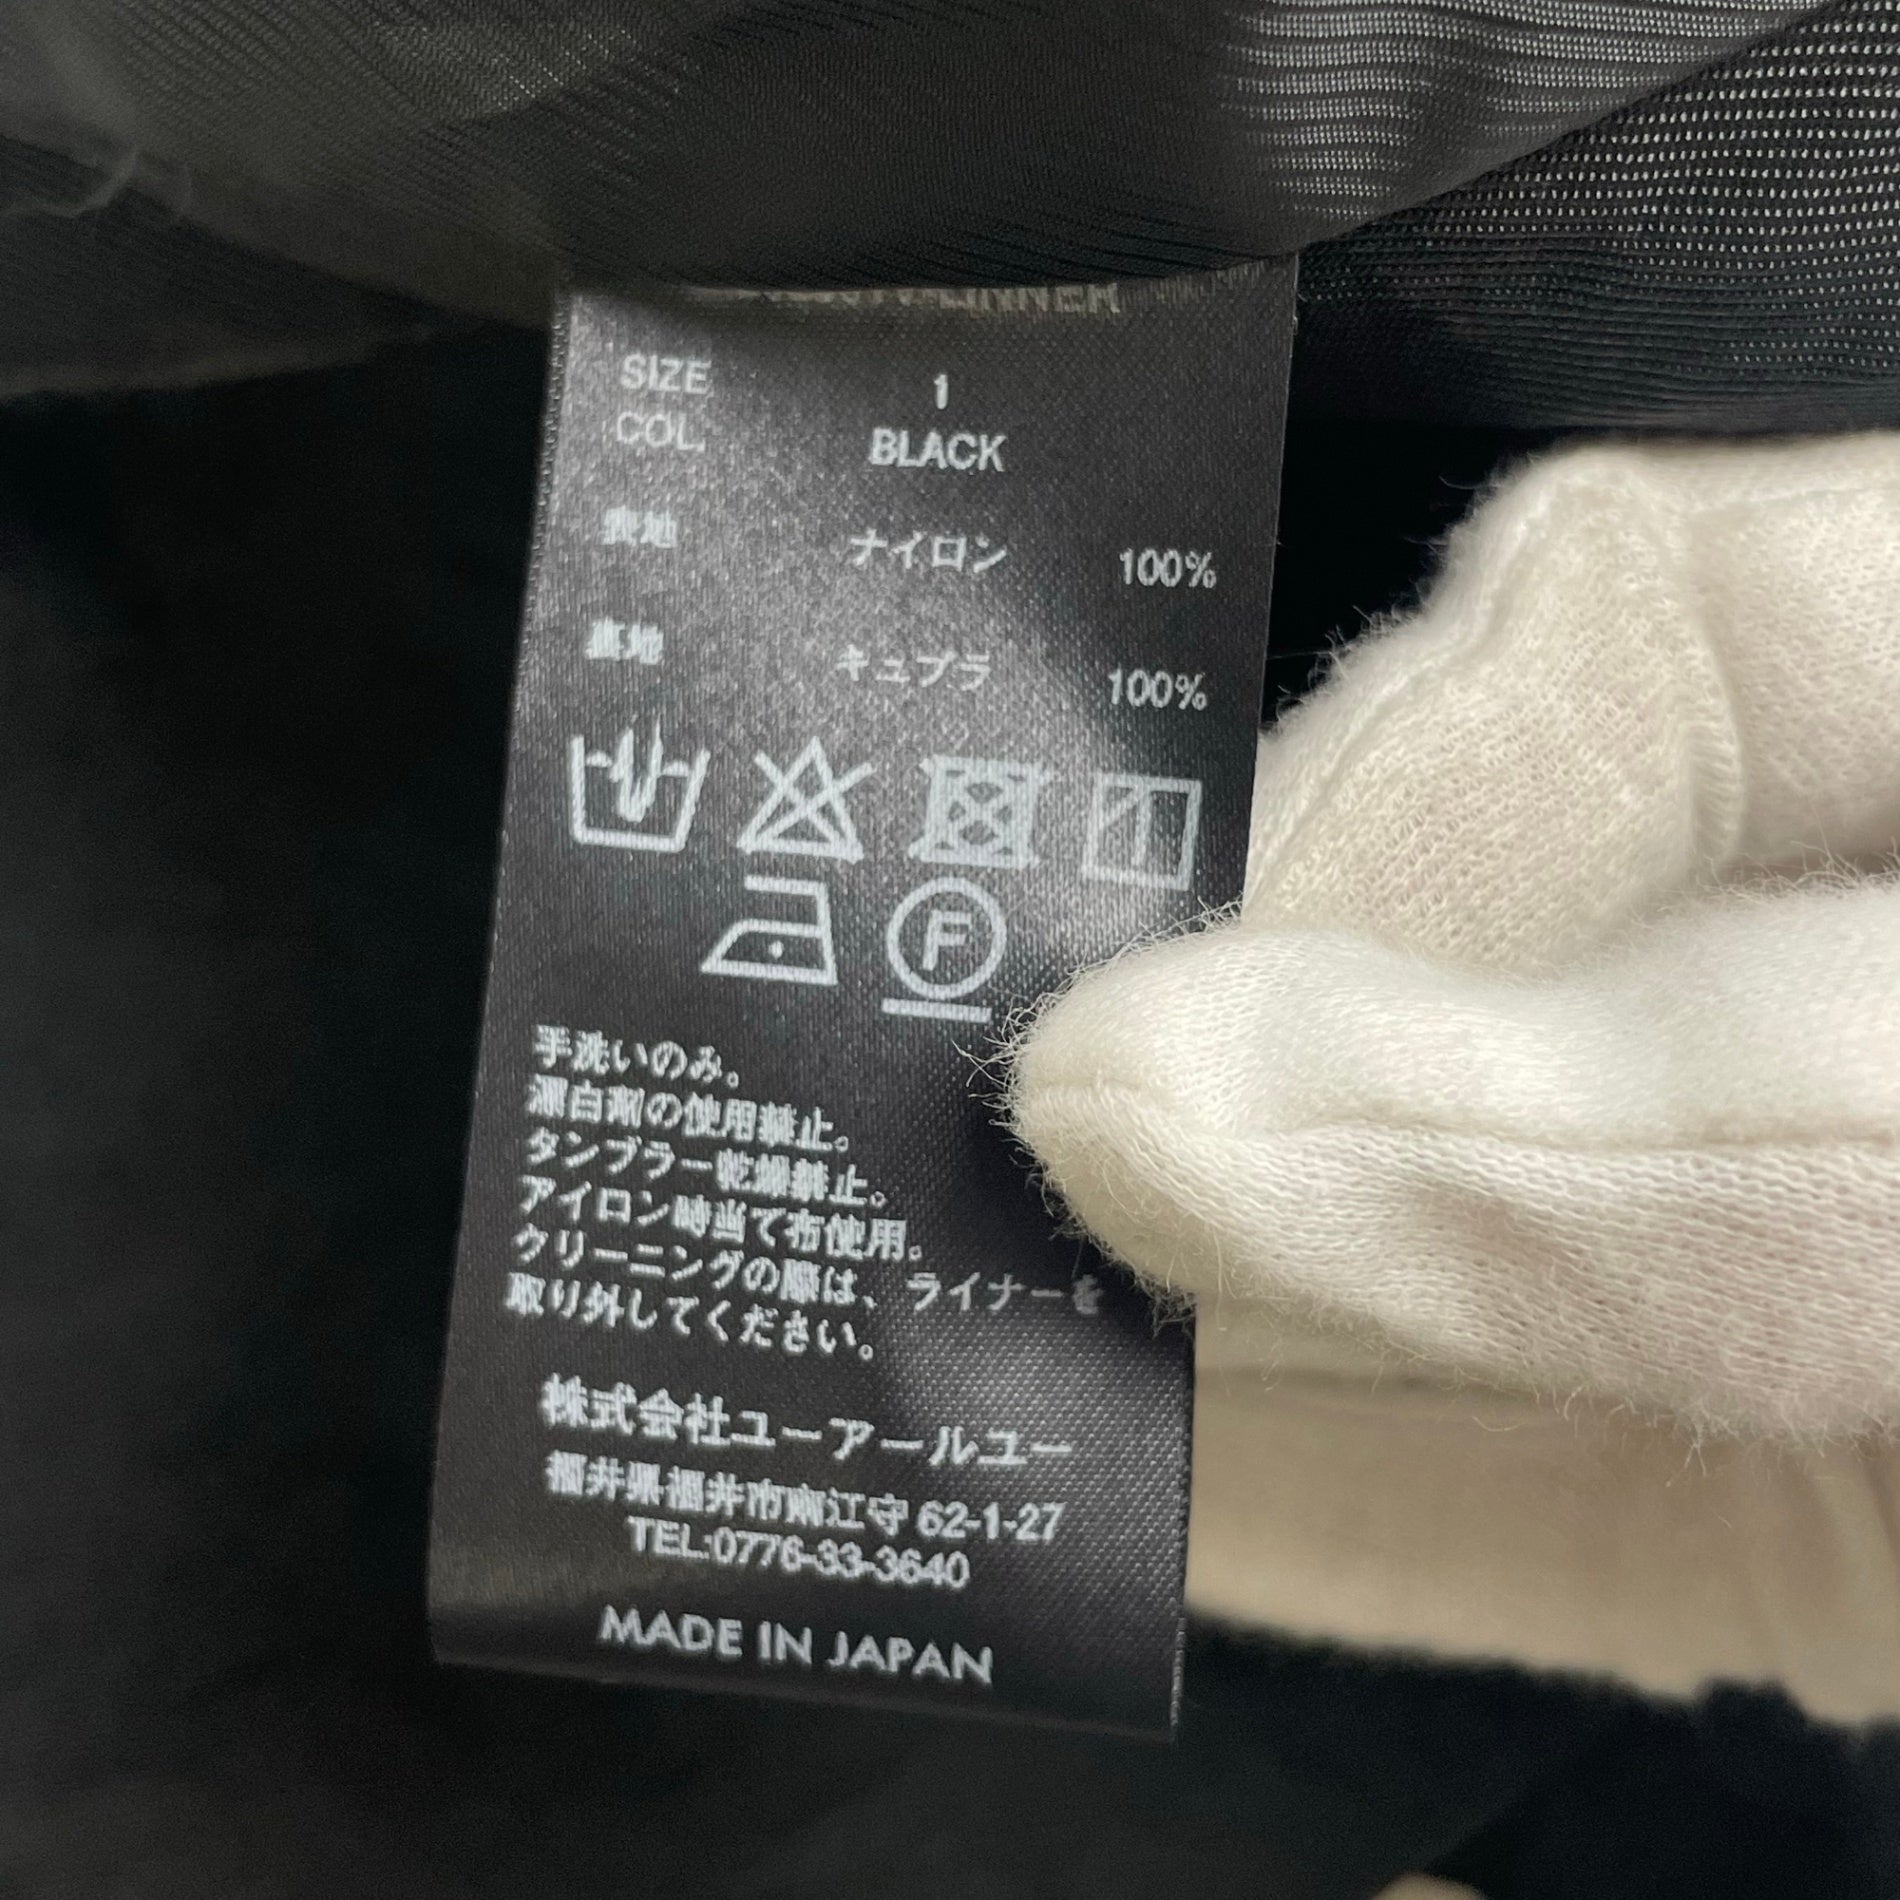 SIZE 1
COL. BLACK
表地 ナイロン 100%
裏地 キュプラ 100%
F
手洗いのみ。
漂白剤の使用禁止。
タンブラー乾燥禁止。
アイロン時当て布使用。
クリーニングの際は、ライナーを
取り外してください。
株式会社ユーアールユー
福井県福井市南江守 62-1-27
TEL:0776-33-3640
MADE IN JAPAN